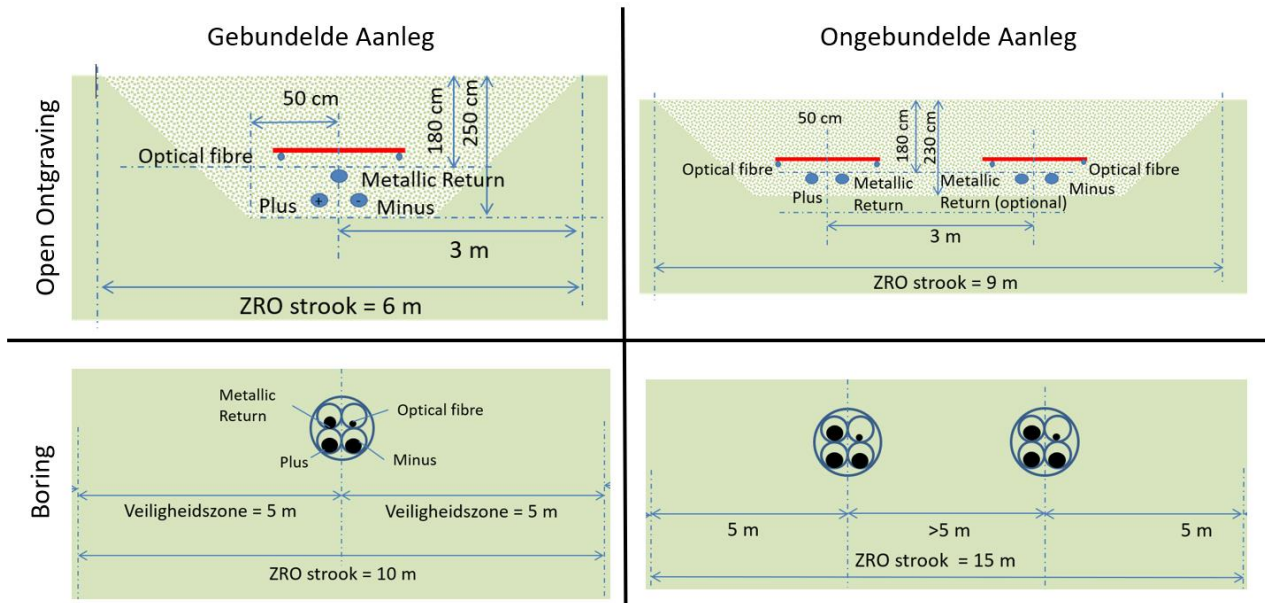 Gebundelde Aanleg
Ongebundelde Aanleg
Open Ontgraving
50 cm
180 cm
250 cm
Optical fibre
Metallic Return
Plus
+
-
Minus
3 m
ZRO strook = 6 m
50 cm
180 cm
230 cm
Optical fibre
Optical fibre
Plus
Metallic
Return
Metallic
Return (optional)
Minus
3 m
ZRO strook = 9 m
Boring
Metallic
Return
Optical fibre
Plus
Minus
Veiligheidszone = 5 m
Veiligheidszone = 5 m
ZRO strook = 10 m
5 m
>5 m
5 m
ZRO strook = 15 m